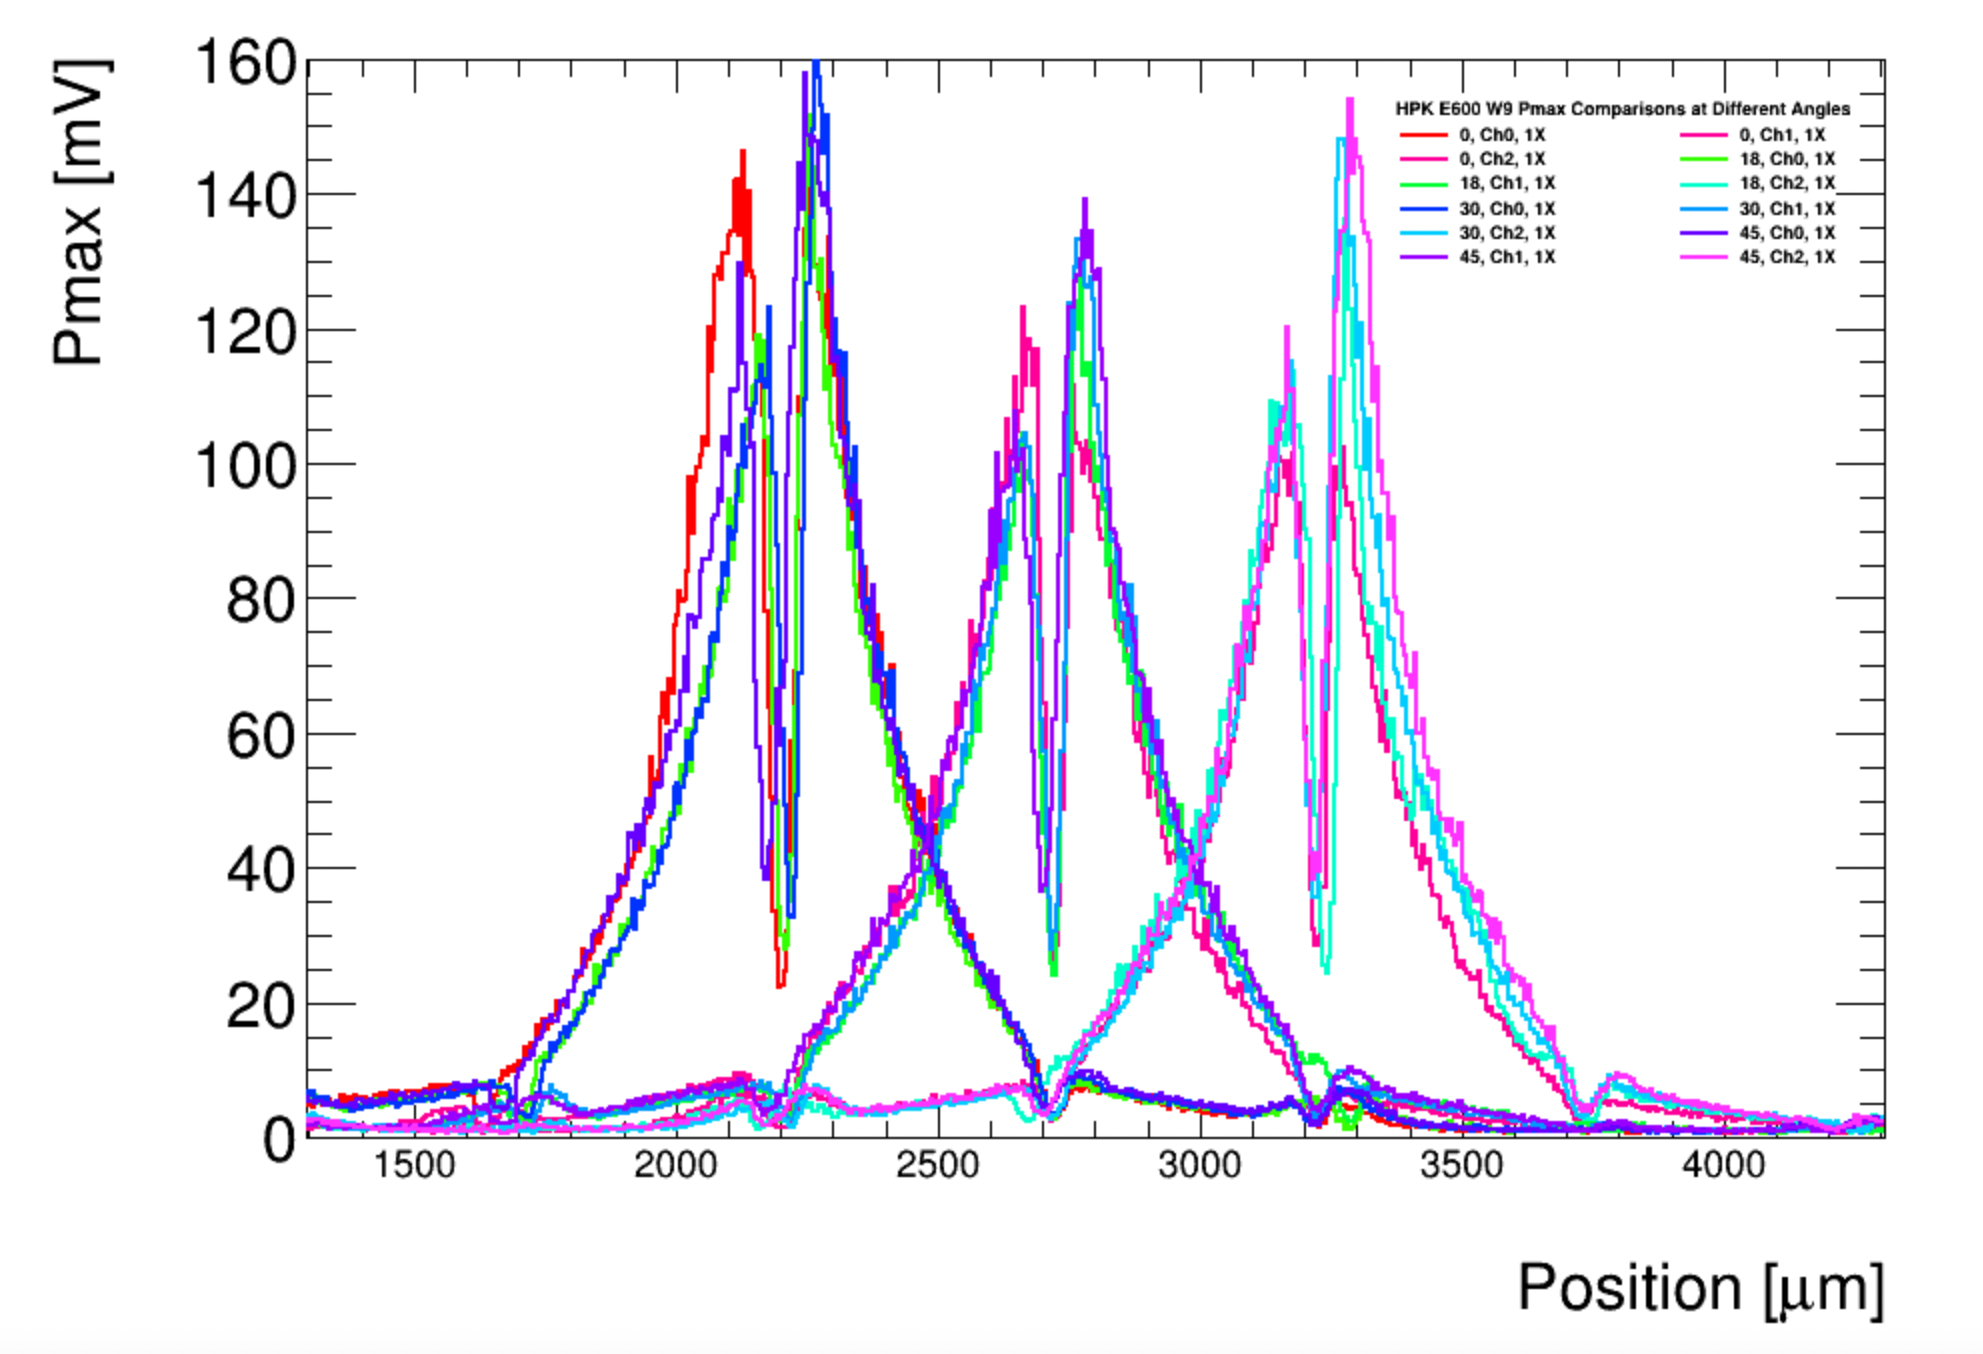 Pmax [mV]
160
140
120
100
80
60
40
20
0
HPK E600 W9 Pmax Comparisons at Different Angles
0, Ch0, 1X 0, Ch1, 1X
0, Ch2, 1X 18, Ch0, 1X
18, Ch1, 1X 18, Ch2, 1X
30, Ch0, 1X 30, Ch1, 1X
30, Ch2, 1X 45, Ch0, 1X
45, Ch1, 1X 45, Ch2, 1X
1500 2000 2500 3000 3500 4000
Position [μm]